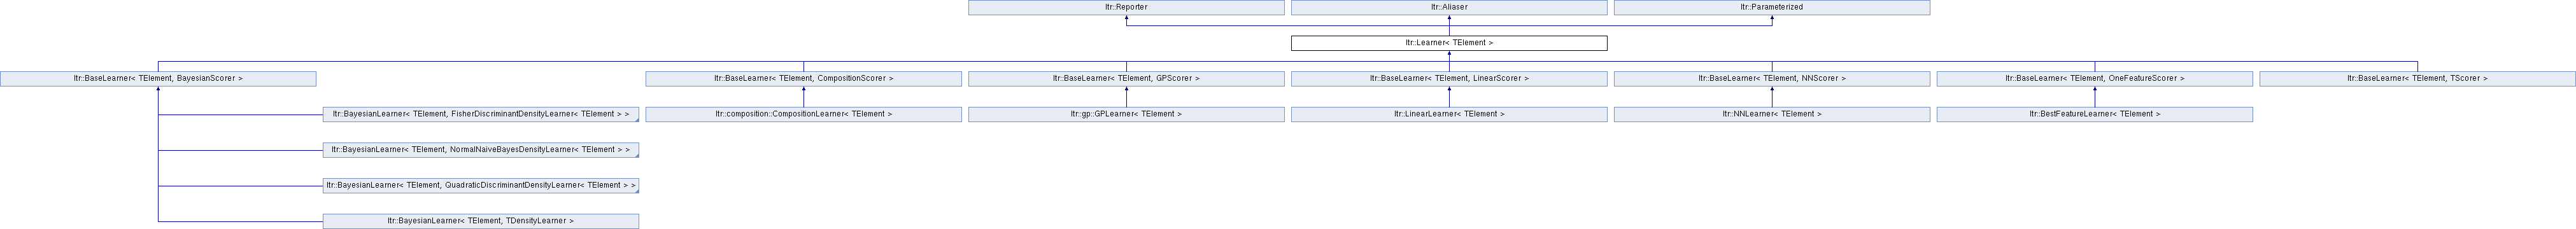 ltr::Reporter
ltr::Aliaser
ltr::Parameterized
ltr::Learner< TElement >
ltr::BaseLearner< TElement, BayesianScorer >
ltr::BaseLearner< TElement, CompositionScorer >
ltr::BaseLearner< TElement, GPScorer >
ltr::BaseLearner< TElement, LinearScorer >
ltr::BaseLearner< TElement, NNScorer >
ltr::BaseLearner< TElement, OneFeatureScorer >
ltr::BaseLearner< TElement, TScorer >
ltr::BayesianLearner< TElement, FisherDiscriminantDensityLearner< TElement > >
ltr::composition::CompositionLearner< TElement >
ltr::gp::GPLearner< TElement >
ltr::LinearLearner< TElement >
ltr::NNLearner< TElement >
ltr::BestFeatureLearner< TElement >
ltr::BayesianLearner< TElement, NormalNaiveBayesDensityLearner< TElement > >
ltr::BayesianLearner< TElement, QuadraticDiscriminantDensityLearner< TElement > >
ltr::BayesianLearner< TElement, TDensityLearner >